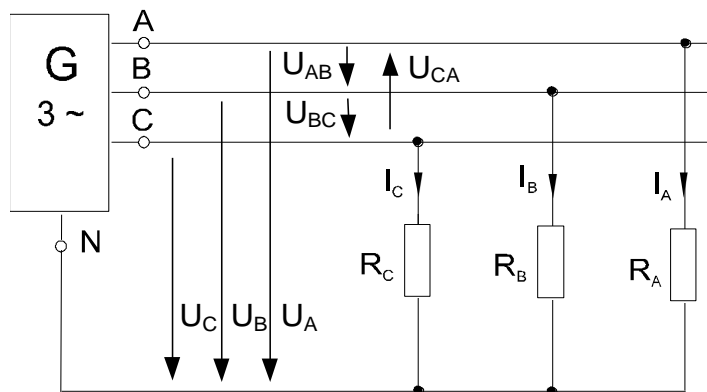 A
G
3 ~
B
C
U_AB
U_CA
U_BC
I_C
I_B
I_A
N
R_C
R_B
R_A
U_C
U_B
U_A